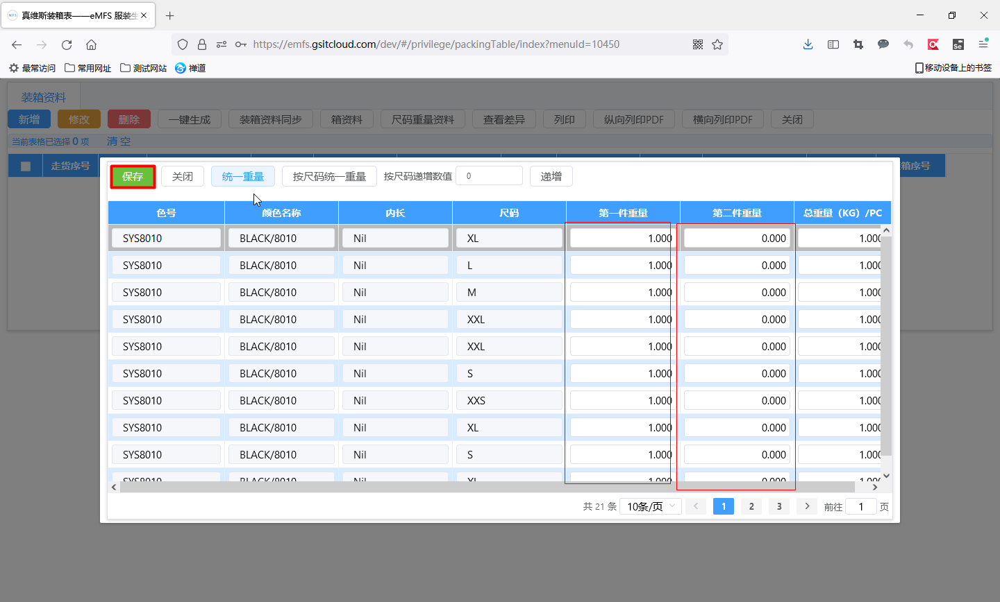 真维斯装箱表——eMFS 服装生
https://emfs.gsitcloud.com/dev/#/privilege/packingTable/index?menuId=10450
最常访问 常用网址 测试网站 禅道 移动设备上的书签
装箱资料
新增 修改 删除 一键生成 装箱资料同步 箱资料 尺码重量资料 查看差异 列印 纵向列印PDF 横向列印PDF 关闭
当前表格已选择 0 项 清空
走货序号 箱序号
保存 关闭 统一重量 按尺码统一重量 按尺码递增数值 0 递增
色号 颜色名称 内长 尺码 第一件重量 第二件重量 总重量（KG）/PC
SYS8010 BLACK/8010 Nil XL 1.000 0.000 1.000
SYS8010 BLACK/8010 Nil L 1.000 0.000 1.000
SYS8010 BLACK/8010 Nil M 1.000 0.000 1.000
SYS8010 BLACK/8010 Nil XXL 1.000 0.000 1.000
SYS8010 BLACK/8010 Nil XXL 1.000 0.000 1.000
SYS8010 BLACK/8010 Nil S 1.000 0.000 1.000
SYS8010 BLACK/8010 Nil XXS 1.000 0.000 1.000
SYS8010 BLACK/8010 Nil XL 1.000 0.000 1.000
SYS8010 BLACK/8010 Nil S 1.000 0.000 1.000
SYS8010 BLACK/8010 Nil XL 1.000 0.000 1.000
共 21 条 10条/页 1 2 3 前往 1 页